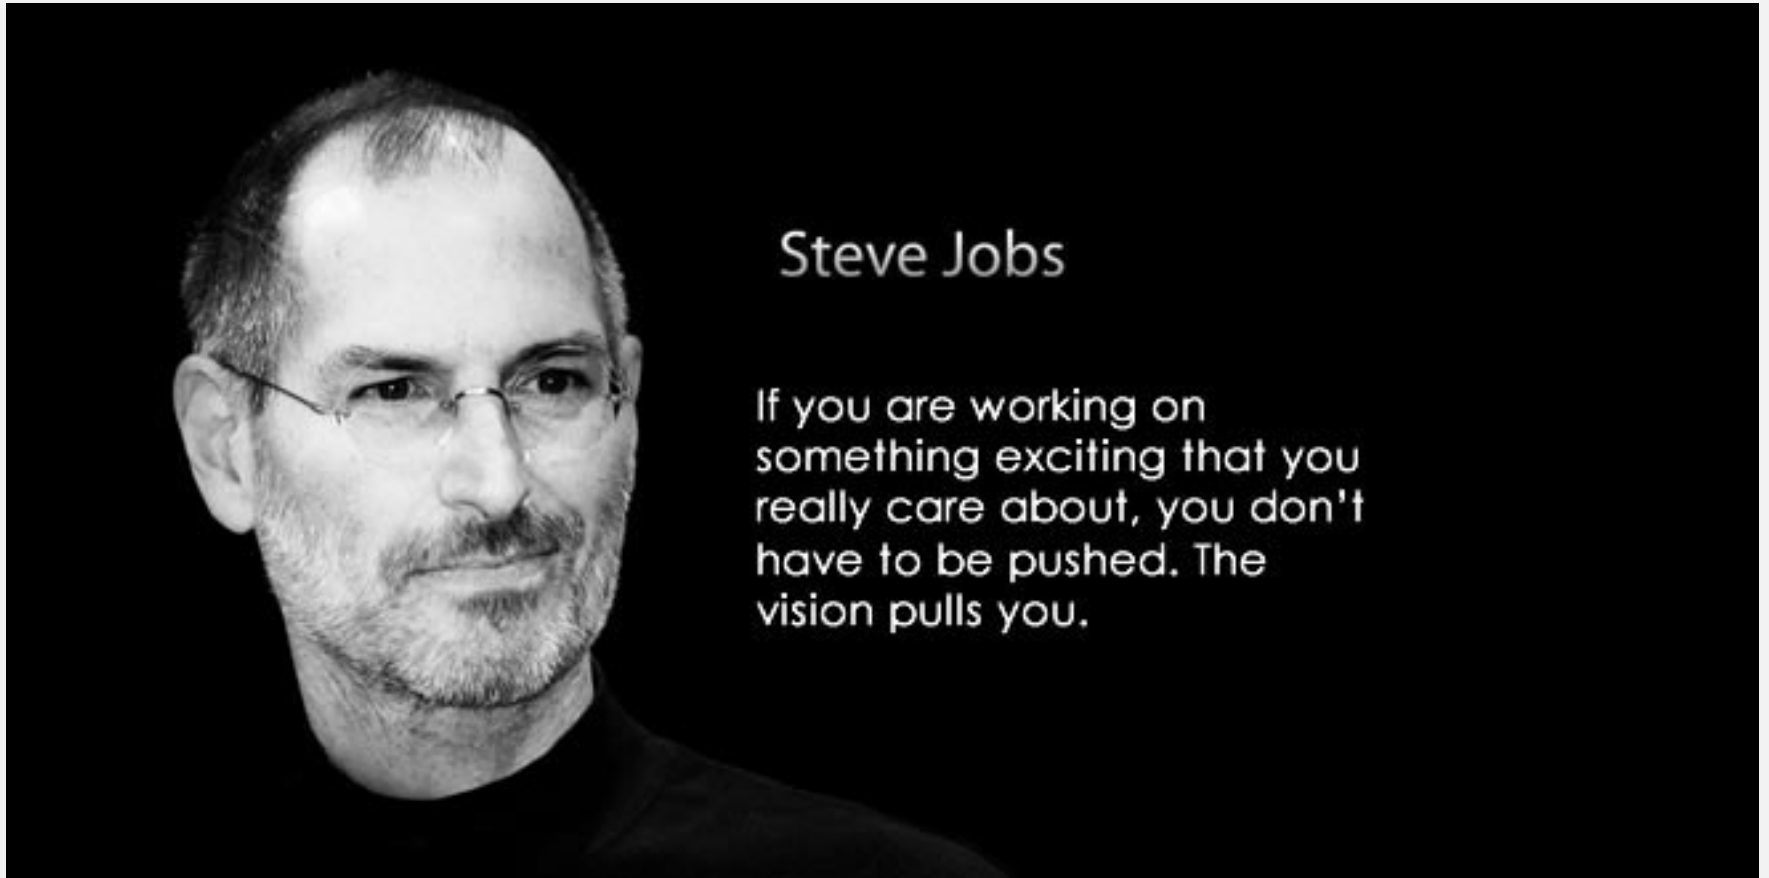 Steve Jobs
If you are working on
something exciting that you
really care about, you don't
have to be pushed. The
vision pulls you.